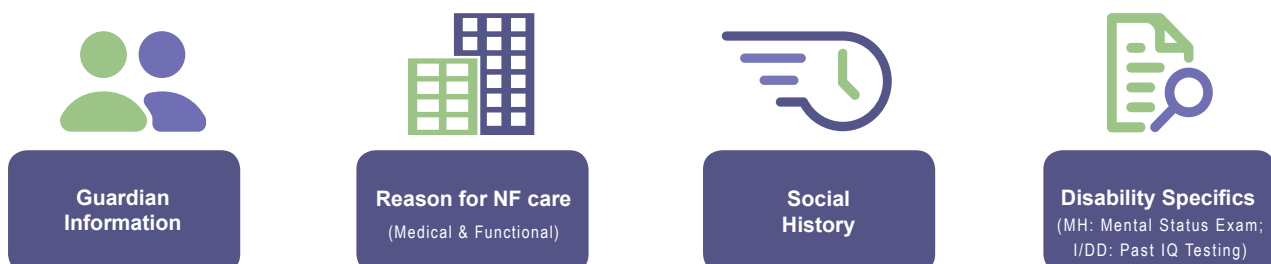 Guardian
Information
Reason for NF care
(Medical & Functional)
Social
History
Disability Specifics
(MH: Mental Status Exam;
I/DD: Past IQ Testing)